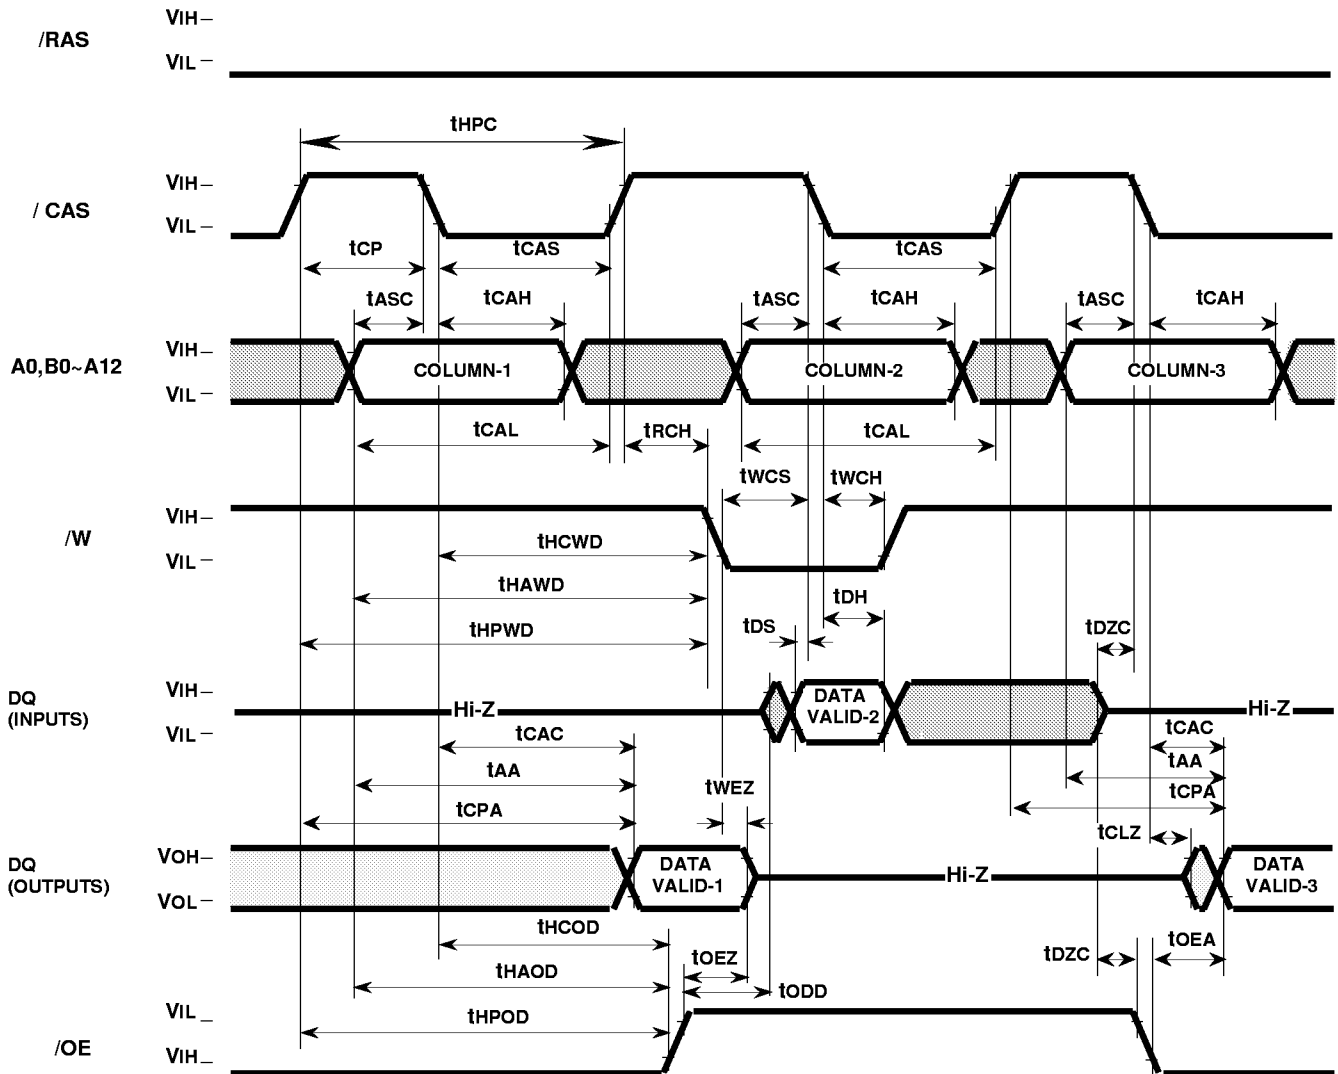 VIH
/RAS
VIL
tHPC
VIH
/ CAS
VIL
tCP
tCAS
tCAS
tASC
tCAH
tASC
tCAH
tASC
tCAH
VIH
A0,B0~A12
COLUMN-1
COLUMN-2
COLUMN-3
VIL
tCAL
tRCH
tCAL
tWCS
tWCH
VIH
/W
VIL
tHCWD
tHAWD
tDH
tHPWD
tDS
tDZC
VIH
DQ
(INPUTS)
Hi-Z
DATA
VALID-2
Hi-Z
VIL
tCAC
tCAC
tAA
tAA
tCPA
tWEZ
tCPA
tCLZ
VOH
DQ
(OUTPUTS)
DATA
VALID-1
Hi-Z
DATA
VALID-3
VOL
tHCOD
tOEZ
tDZC
tOEA
tHAOD
tODD
VIL
tHPOD
/OE
VIH